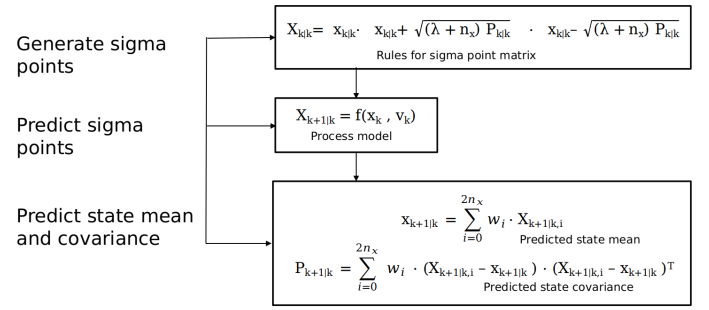 Generate sigma
points
X_{k|k}= x_{k|k}· x_{k|k}+ √(λ + n_x) P_{k|k} · x_{k|k}– √(λ + n_x) P_{k|k}
Rules for sigma point matrix
Predict sigma
points
X_{k+1|k} = f(x_k , v_k)
Process model
Predict state mean
and covariance
x_{k+1|k} = ∑_{i=0}^{2n_x} w_i · X_{k+1|k,i}
Predicted state mean
P_{k+1|k} = ∑_{i=0}^{2n_x} w_i · (X_{k+1|k,i} – x_{k+1|k} ) · (X_{k+1|k,i} – x_{k+1|k} )^T
Predicted state covariance